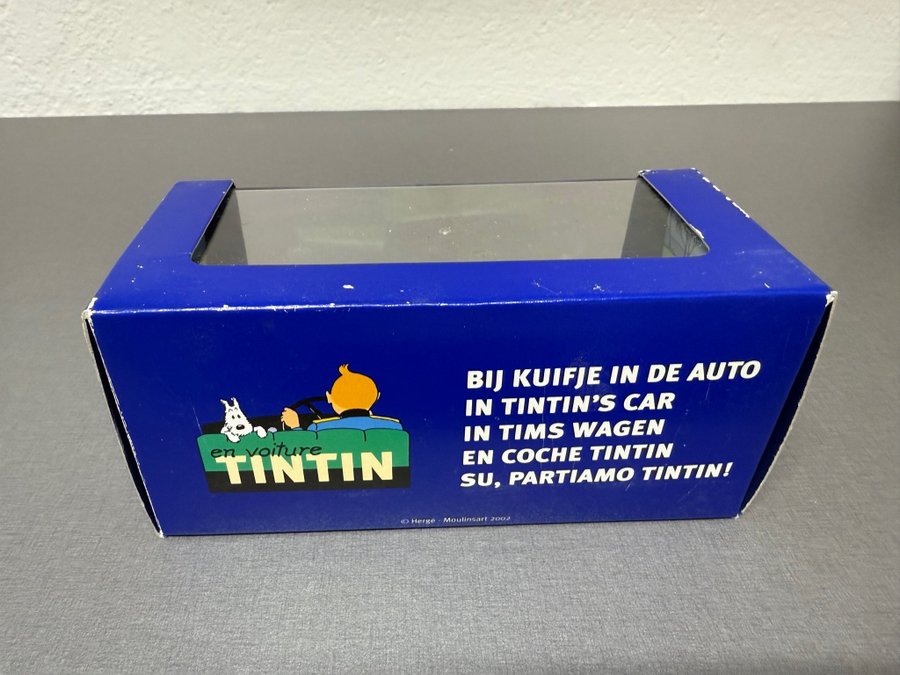 en voiture
TINTIN
BIJ KUIFJE IN DE AUTO
IN TINTIN'S CAR
IN TIMS WAGEN
EN COCHE TINTIN
SU, PARTIAMO TINTIN!
© Hergé - Moulinsart 2002